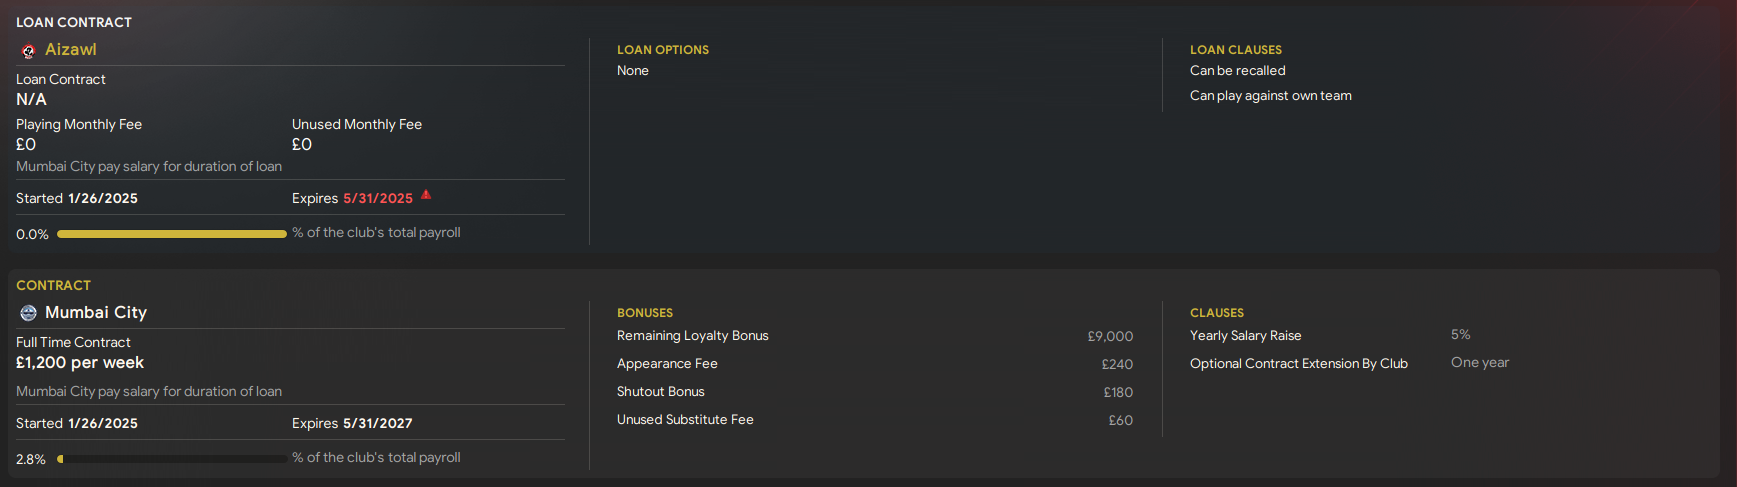 LOAN CONTRACT
Aizawl
Loan Contract
N/A
Playing Monthly Fee Unused Monthly Fee
£0 £0
Mumbai City pay salary for duration of loan
Started 1/26/2025 Expires 5/31/2025
0.0% % of the club's total payroll
LOAN OPTIONS
None
LOAN CLAUSES
Can be recalled
Can play against own team
CONTRACT
Mumbai City
Full Time Contract
£1,200 per week
Mumbai City pay salary for duration of loan
Started 1/26/2025 Expires 5/31/2027
2.8% % of the club's total payroll
BONUSES
Remaining Loyalty Bonus £9,000
Appearance Fee £240
Shutout Bonus £180
Unused Substitute Fee £60
CLAUSES
Yearly Salary Raise 5%
Optional Contract Extension By Club One year